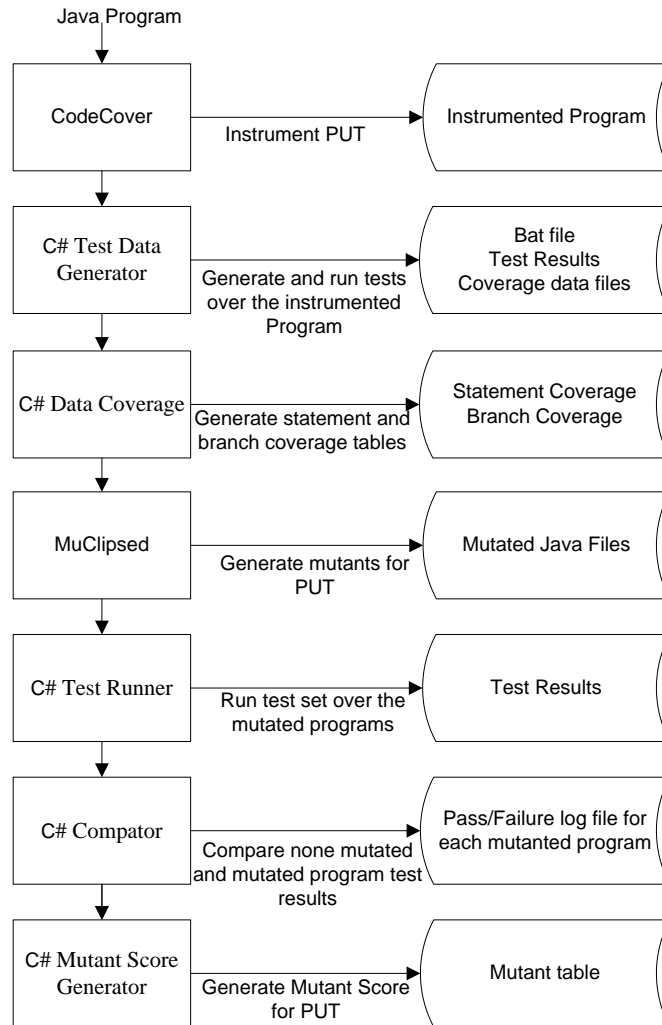 Java Program
CodeCover
Instrument PUT
Instrumented Program
C# Test Data
Generator
Generate and run tests
over the instrumented
Program
Bat file
Test Results
Coverage data files
C# Data Coverage
Generate statement and
branch coverage tables
Statement Coverage
Branch Coverage
MuClipsed
Generate mutants for
PUT
Mutated Java Files
C# Test Runner
Run test set over the
mutated programs
Test Results
C# Compator
Compare none mutated
and mutated program test
results
Pass/Failure log file for
each mutanted program
C# Mutant Score
Generator
Generate Mutant Score
for PUT
Mutant table